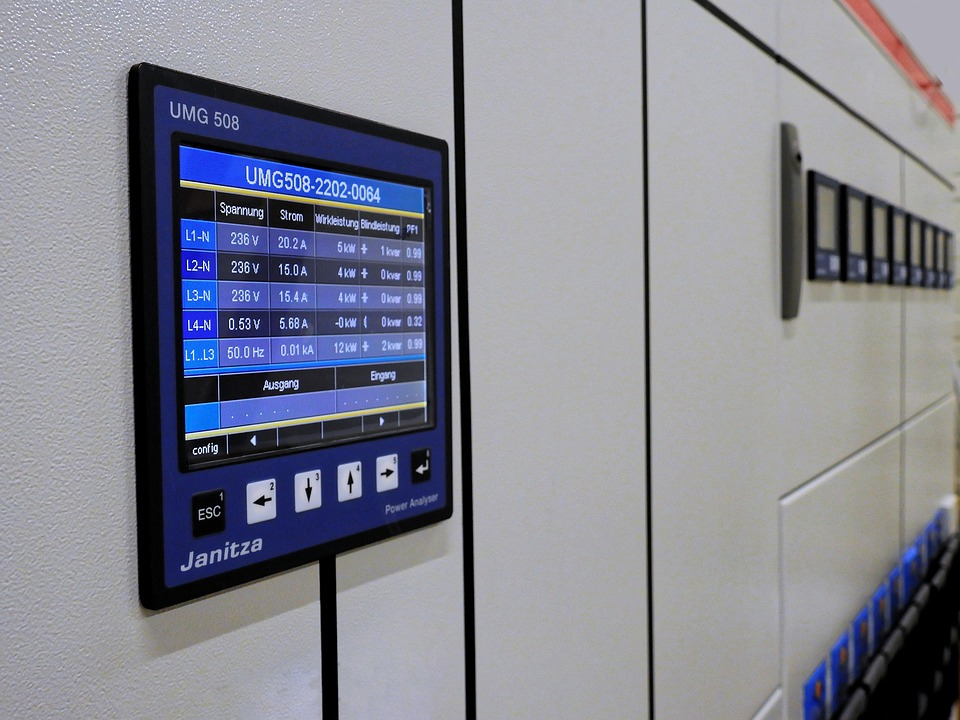 UMG 508
UMG508-2202-0064
Spannung Strom Wirkleistung Blindleistung PF1
L1-N 236 V 20.2 A 5 kW 1 kvar 0.99
L2-N 236 V 15.0 A 4 kW 0 kvar 0.99
L3-N 236 V 15.4 A 4 kW 0 kvar 0.99
L4-N 0.53 V 5.68 A -0 kW 0 kvar 0.32
L1..L3 50.0 Hz 0.01 kA 12 kW 2 kvar 0.99
Ausgang Eingang
config
ESC 1 2 3 4 5 6
Power Analyser
Janitza